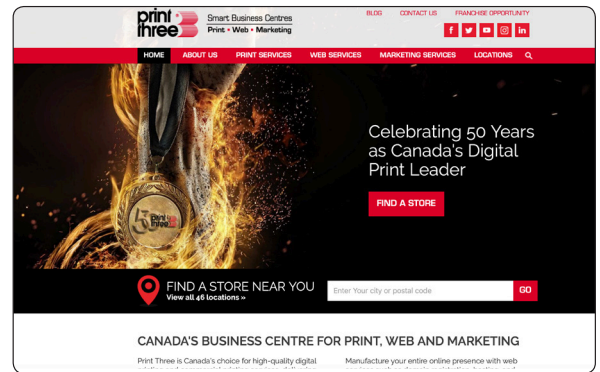 BLOG CONTACT US FRANCHISE OPPORTUNITY
print three
Smart Business Centres
Print • Web • Marketing
HOME ABOUT US PRINT SERVICES WEB SERVICES MARKETING SERVICES LOCATIONS
Celebrating 50 Years
as Canada's Digital
Print Leader
FIND A STORE
print three
FIND A STORE NEAR YOU
View all 46 locations »
Enter Your city or postal code
GO
CANADA'S BUSINESS CENTRE FOR PRINT, WEB AND MARKETING
Print Three is Canada's choice for high-quality digital
Manufacture your entire online presence with web